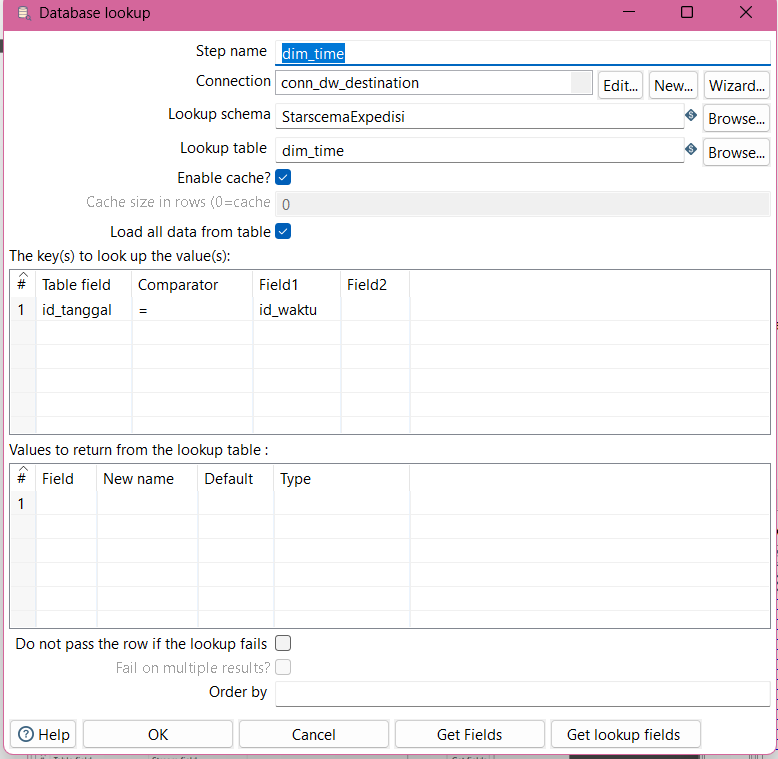 Database lookup
Step name dim_time
Connection conn_dw_destination Edit... New... Wizard...
Lookup schema StarscemaExpedisi Browse...
Lookup table dim_time Browse...
Enable cache?
Cache size in rows (0=cache 0
Load all data from table
The key(s) to look up the value(s):
# Table field Comparator Field1 Field2
1 id_tanggal = id_waktu
Values to return from the lookup table :
# Field New name Default Type
1
Do not pass the row if the lookup fails
Fail on multiple results?
Order by
Help OK Cancel Get Fields Get lookup fields